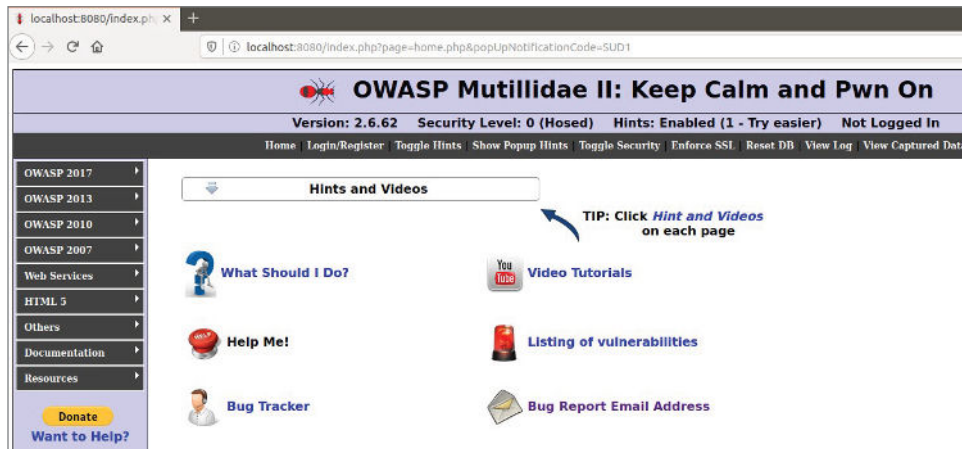 localhost:8080/index.ph
localhost:8080/index.php?page=home.php&popUpNotificationCode=SUD1
OWASP Mutillidae II: Keep Calm and Pwn On
Version: 2.6.62 Security Level: 0 (Hosed) Hints: Enabled (1 - Try easier) Not Logged In
Home | Login/Register | Toggle Hints | Show Popup Hints | Toggle Security | Enforce SSL | Reset DB | View Log | View Captured Dat
OWASP 2017
OWASP 2013
OWASP 2010
OWASP 2007
Web Services
HTML 5
Others
Documentation
Resources
Donate
Want to Help?
Hints and Videos
TIP: Click Hint and Videos
on each page
What Should I Do?
You
Tube
Video Tutorials
HELP
Help Me!
Listing of vulnerabilities
Bug Tracker
Bug Report Email Address